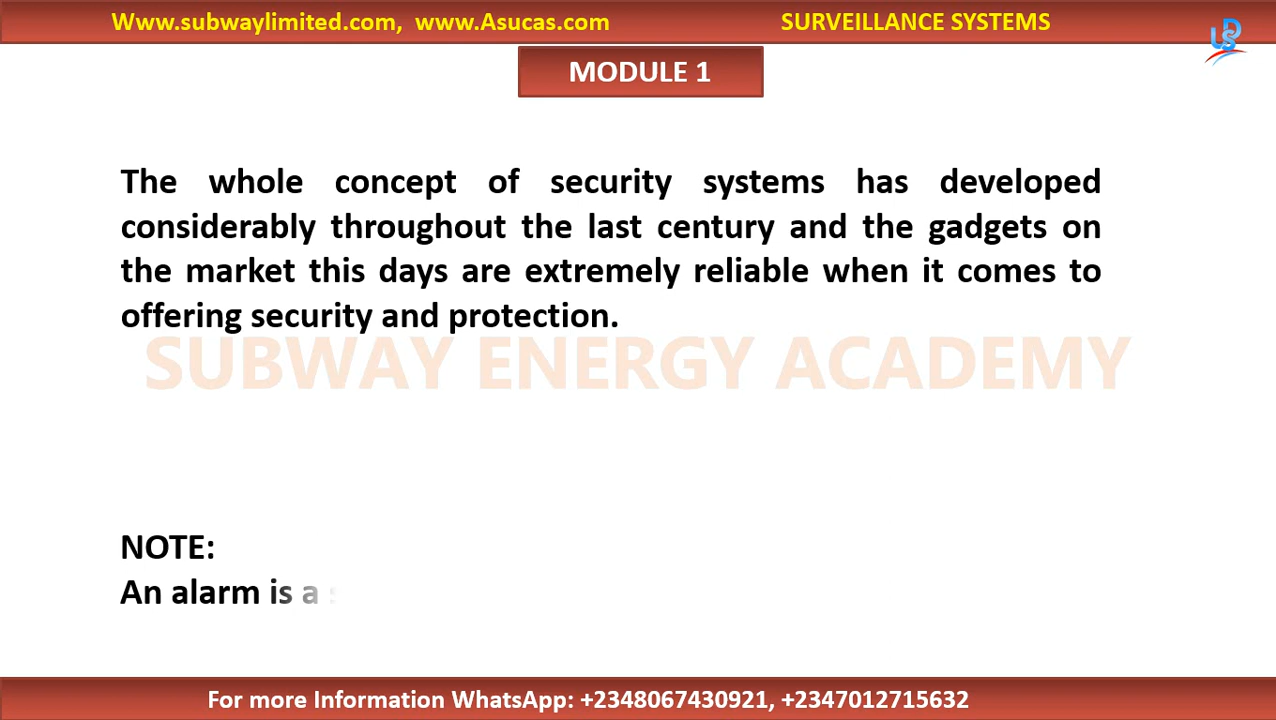 Www.subwaylimited.com, www.Asucas.com SURVEILLANCE SYSTEMS
MODULE 1
The whole concept of security systems has developed
considerably throughout the last century and the gadgets on
the market this days are extremely reliable when it comes to
offering security and protection.
SUBWAY ENERGY ACADEMY
NOTE:
An alarm is a
For more Information WhatsApp: +2348067430921, +2347012715632